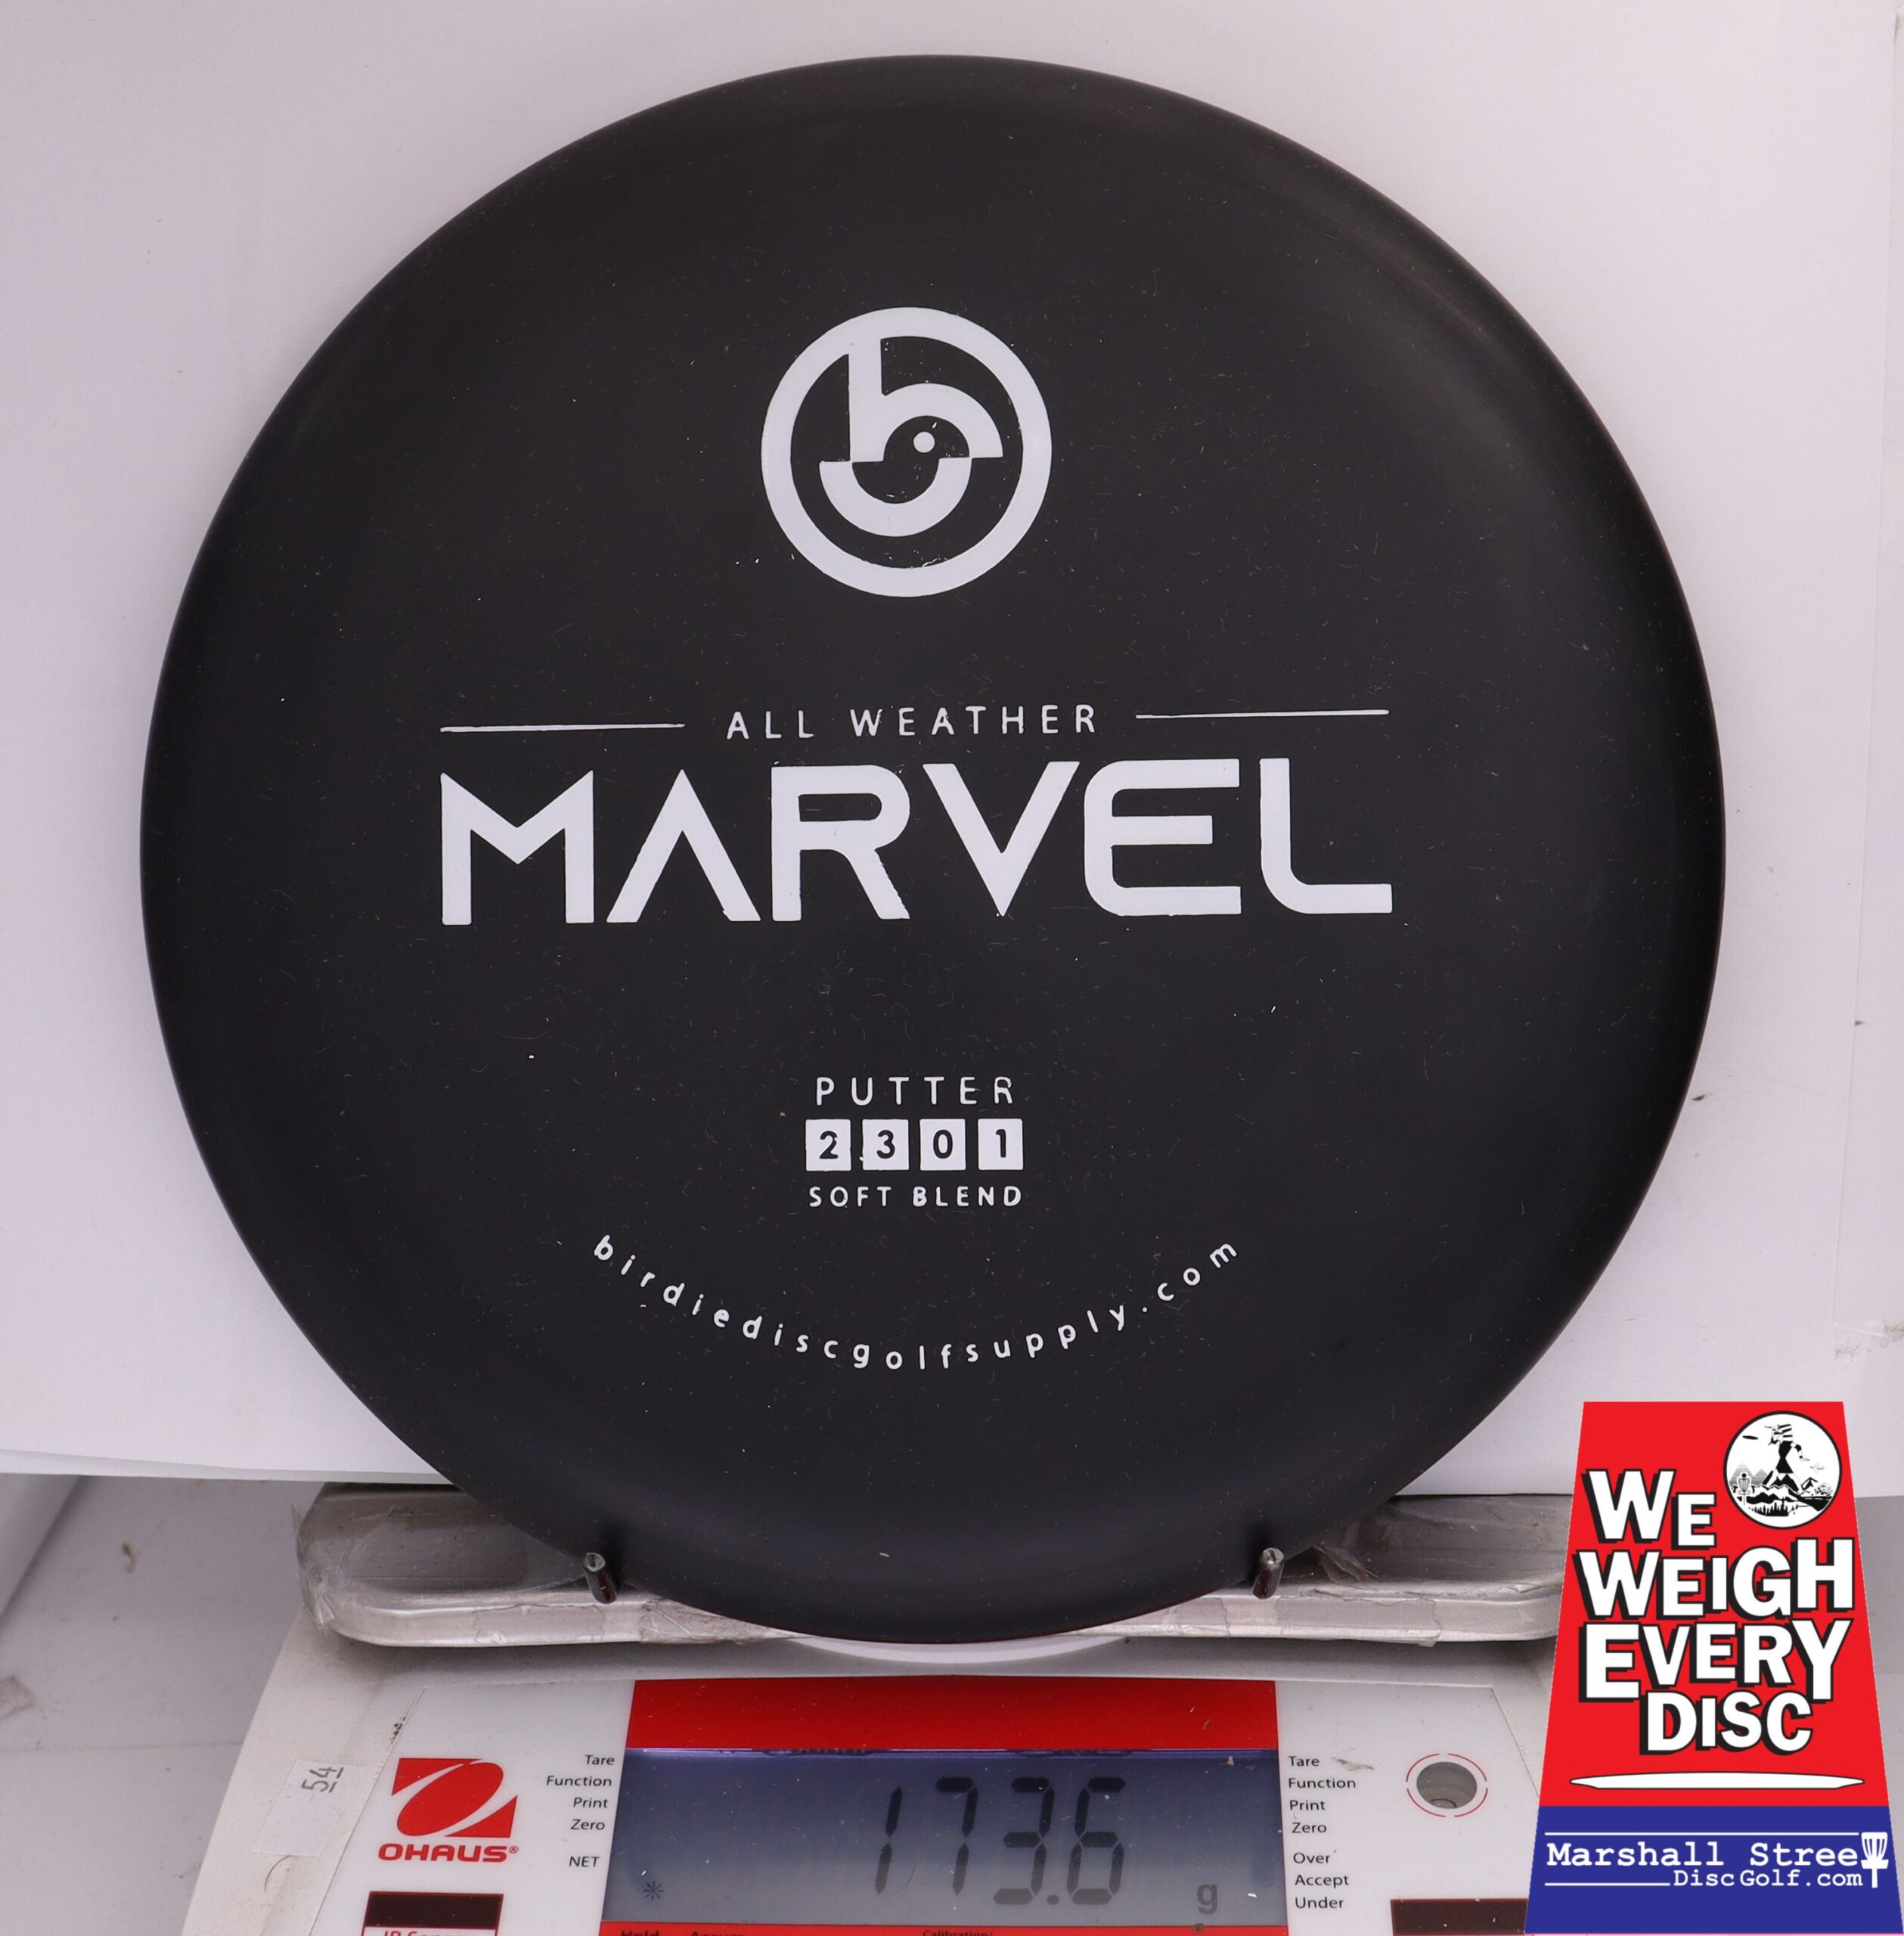 b
ALL WEATHER
MARVEL
PUTTER
2 3 0 1
SOFT BLEND
birdiediscgolfsupply.com
54
OHAUS®
Tare
Function
Print
Zero
NET
173.6 g
Tare
Function
Print
Zero
Over
Accept
Under
WE
WEIGH
EVERY
DISC
Marshall Street
DiscGolf.com